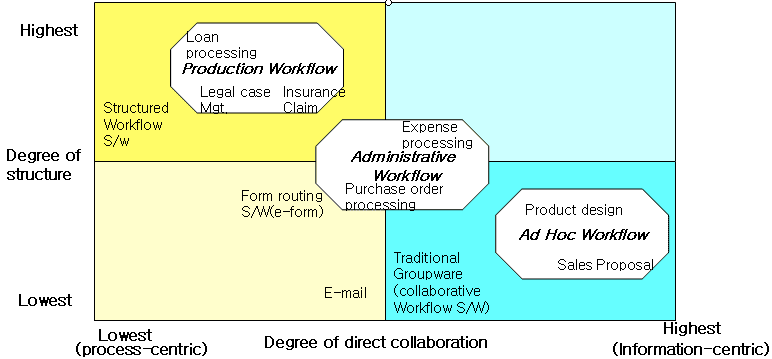 Highest
Loan
processing
Production Workflow
Legal case
Mgt.
Insurance
Claim
Structured
Workflow
S/w
Expense
processing
Degree of
structure
Administrative
Workflow
Purchase order
processing
Form routing
S/W(e-form)
Product design
Ad Hoc Workflow
Sales Proposal
Traditional
Groupware
(collaborative
Workflow S/W)
E-mail
Lowest
Lowest
(process-centric)
Degree of direct collaboration
Highest
(Information-centric)